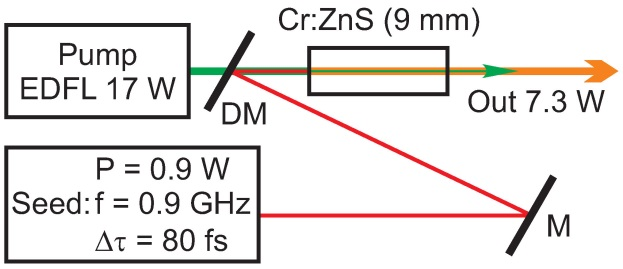 Cr:ZnS (9 mm)
Pump
EDFL 17 W
DM
Out 7.3 W
P = 0.9 W
Seed: f = 0.9 GHz
Δτ = 80 fs
M